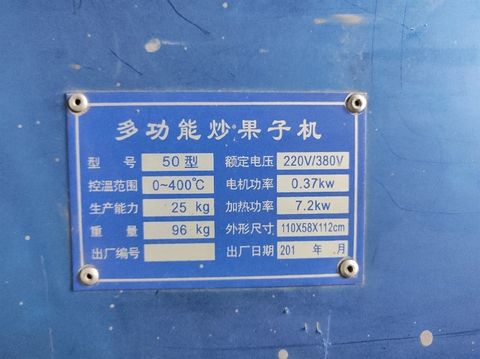 多功能炒果子机
型号 50型 额定电压 220V/380V
控温范围 0~400℃ 电机功率 0.37kw
生产能力 25 kg 加热功率 7.2kw
重量 96 kg 外形尺寸 110X58X112cm
出厂编号 出厂日期 201 年 月